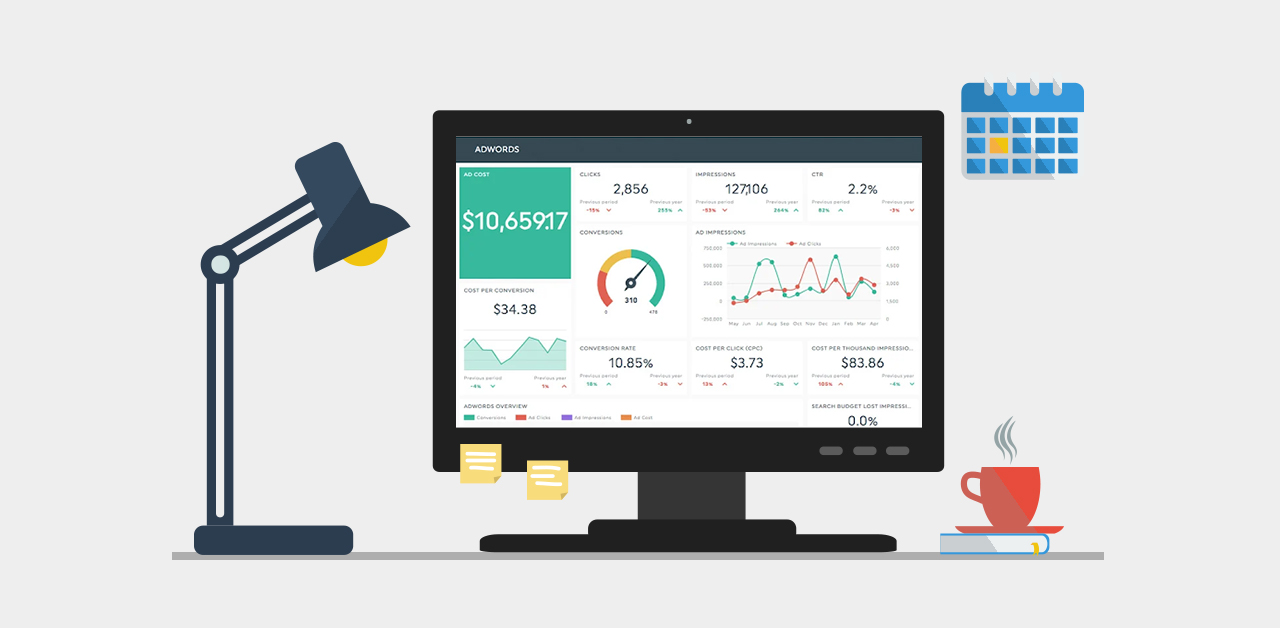 ADWORDS
AD COST
$10,659.17
CLICKS
2,856
Previous period Previous year
-15% 255%
IMPRESSIONS
127,106
Previous period Previous year
-55% 264%
CTR
2.2%
Previous period Previous year
82% -3%
CONVERSIONS
310
0 478
AD IMPRESSIONS
Ad Impressions Ad Clicks
750,000 6,000
500,000 4,500
250,000 3,000
0 1,500
-250,000 0
May Jun Jul Aug Sep Oct Nov Dec Jan Feb Mar Apr
COST PER CONVERSION
$34.38
Previous period Previous year
-4% 1%
CONVERSION RATE
10.85%
Previous period Previous year
18% -3%
COST PER CLICK (CPC)
$3.73
Previous period Previous year
13% -2%
COST PER THOUSAND IMPRESSIO...
$83.86
Previous period Previous year
105% -4%
ADWORDS OVERVIEW
Conversions Ad Clicks Ad Impressions Ad Cost
SEARCH BUDGET LOST IMPRESSI...
0.0%